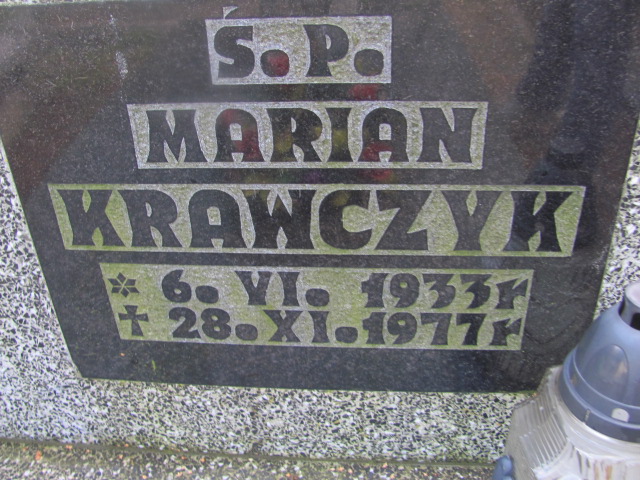 Ś.P.
MARIAN
KRAWCZYK
* 6. VI. 1933r
✝ 28.XI.1977r